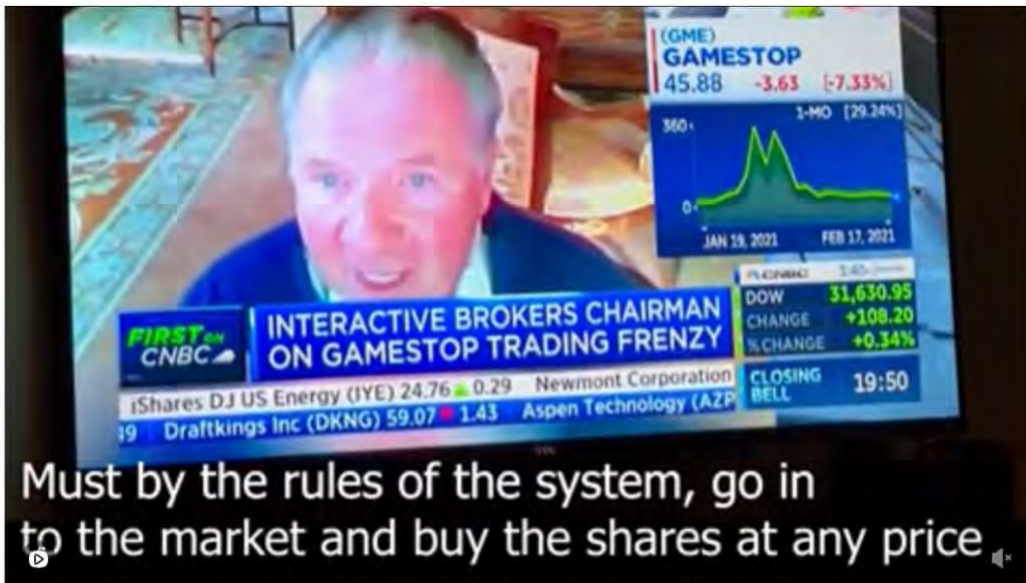 (GME)
GAMESTOP
45.88 -3.63 [-7.33%]
1-MO [29.24%]
360
0
JAN 19, 2021 FEB 17, 2021
CNBC
DOW 31,630.95
CHANGE +108.20
%CHANGE +0.34%
CLOSING BELL 19:50
FIRST on
CNBC
INTERACTIVE BROKERS CHAIRMAN
ON GAMESTOP TRADING FRENZY
iShares DJ US Energy (IYE) 24.76 0.29 Newmont Corporation
19 Draftkings Inc (DKNG) 59.07 1.43 Aspen Technology (AZP
Must by the rules of the system, go in
to the market and buy the shares at any price